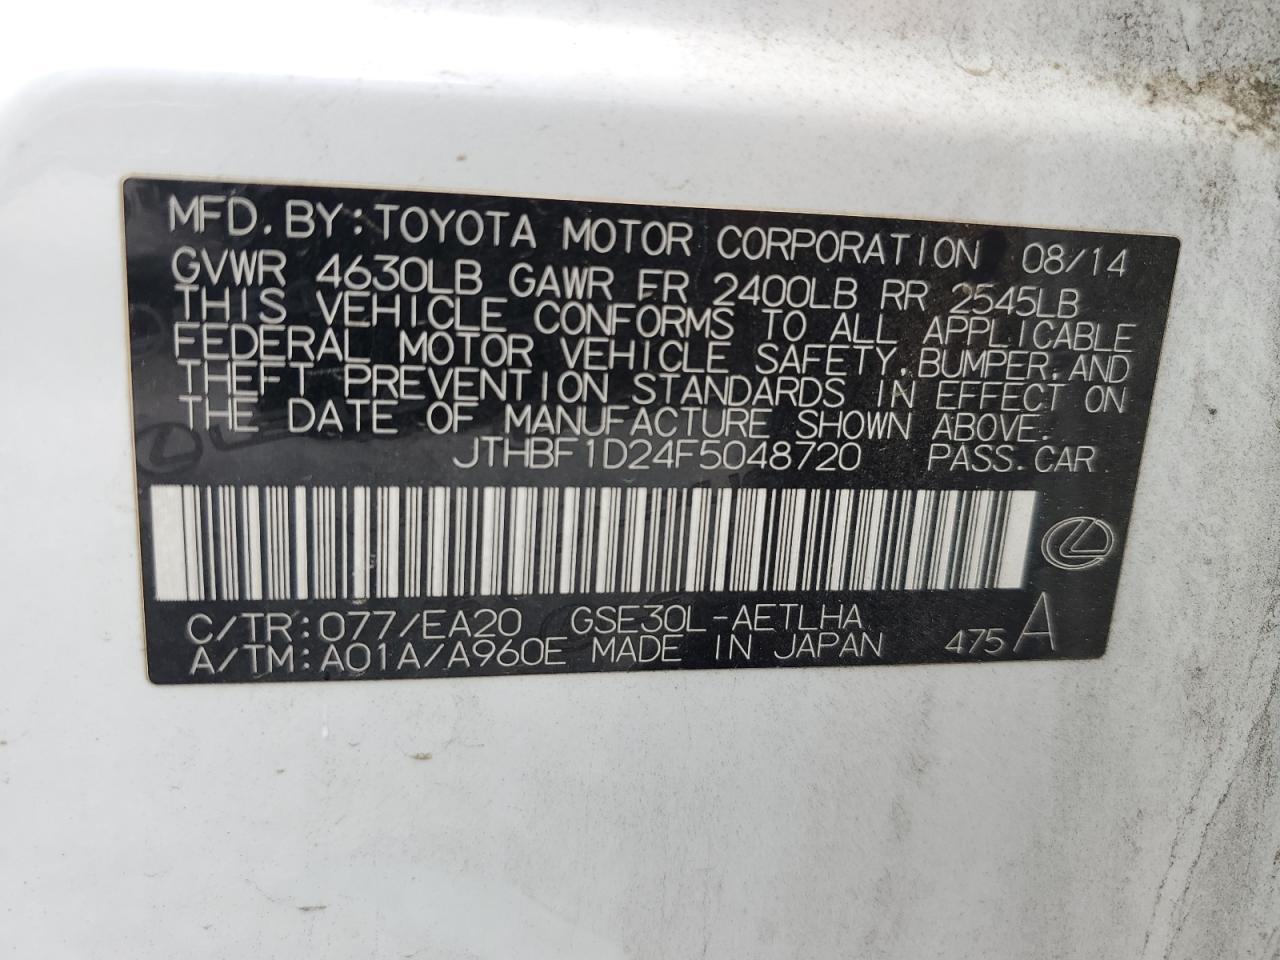 MFD. BY: TOYOTA MOTOR CORPORATION 08/14
GVWR 4630LB GAWR FR 2400LB RR 2545LB
THIS VEHICLE CONFORMS TO ALL APPLICABLE
FEDERAL MOTOR VEHICLE SAFETY, BUMPER, AND
THEFT PREVENTION STANDARDS IN EFFECT ON
THE DATE OF MANUFACTURE SHOWN ABOVE.
JTHBF1D24F5048720 PASS. CAR
C/TR: 077/EA20 GSE30L-AETLHA
A/TM: A01A/A960E MADE IN JAPAN 475 A